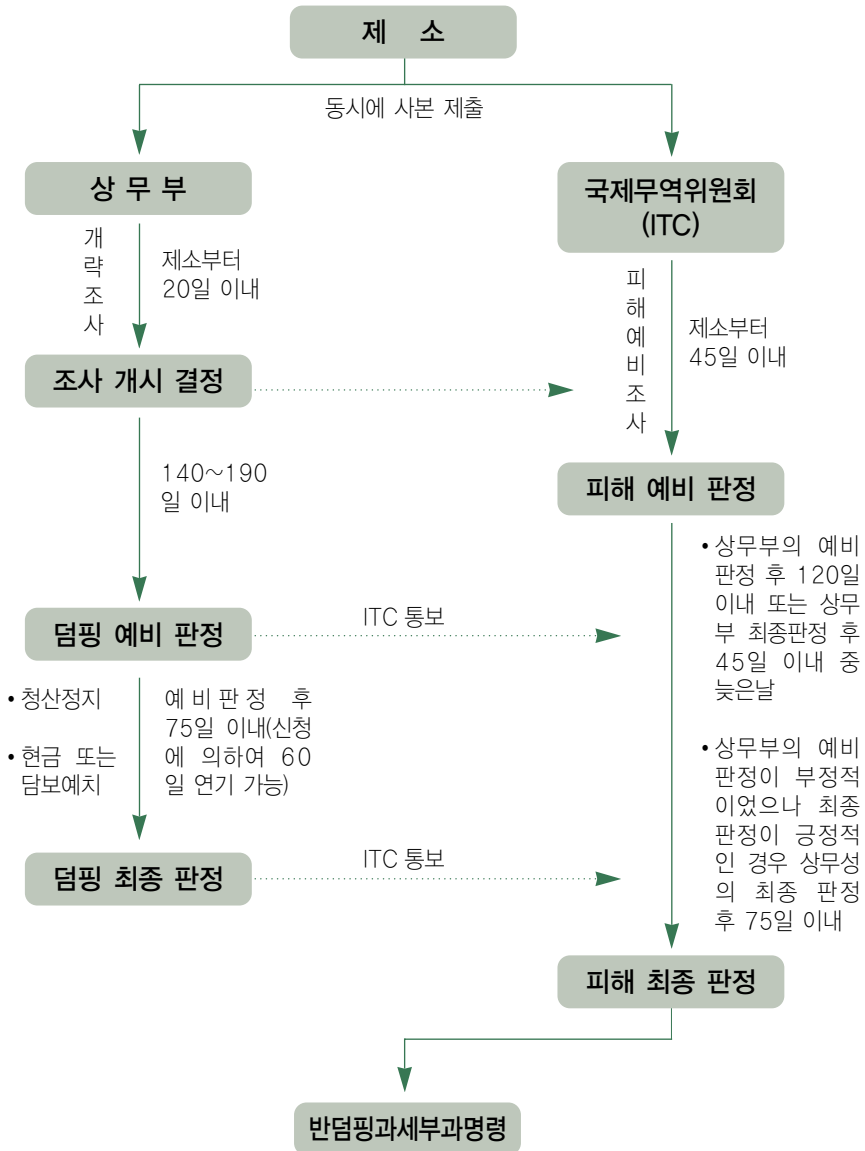 제 소
동시에 사본 제출
상 무 부
국제무역위원회
(ITC)
개
략
조
사
제소부터
20일 이내
피
해
예
비
조
사
제소부터
45일 이내
조사 개시 결정
140~190
일 이내
피해 예비 판정
• 상무부의 예비
판정 후 120일
이내 또는 상무
부 최종판정 후
45일 이내 중
늦은날
덤핑 예비 판정
ITC 통보
• 청산정지
• 현금 또는
담보예치
예비판정 후
75일 이내(신청
에 의하여 60
일 연기 가능)
• 상무부의 예비
판정이 부정적
이었으나 최종
판정이 긍정적
인 경우 상무성
의 최종 판정
후 75일 이내
덤핑 최종 판정
ITC 통보
피해 최종 판정
반덤핑과세부과명령